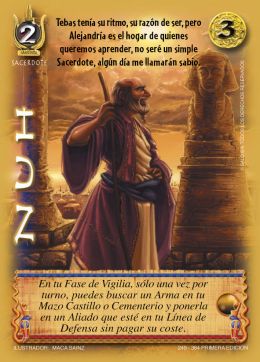 2
Tebas tenía su ritmo, su razón de ser, pero
Alejandría es el hogar de quienes
queremos aprender, no seré un simple
Sacerdote, algún día me llamarán sabio.
3
SACERDOTE
NUH
En tu Fase de Vigilia, sólo una vez por
turno, puedes buscar un Arma en tu
Mazo Castillo o Cementerio y ponerla
en un Aliado que esté en tu Línea de
Defensa sin pagar su coste.
ILUSTRADOR: MACA SAINZ
245 - 364 PRIMERA EDICIÓN